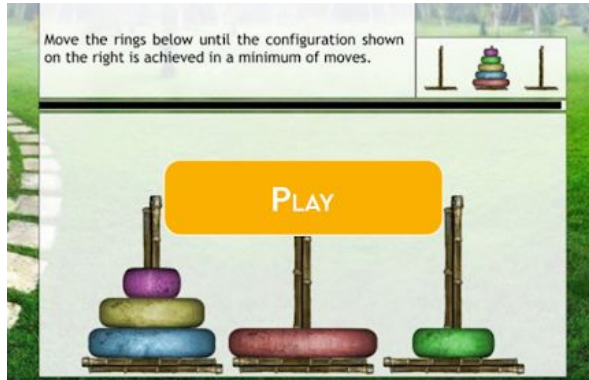 Move the rings below until the configuration shown
on the right is achieved in a minimum of moves.
PLAY